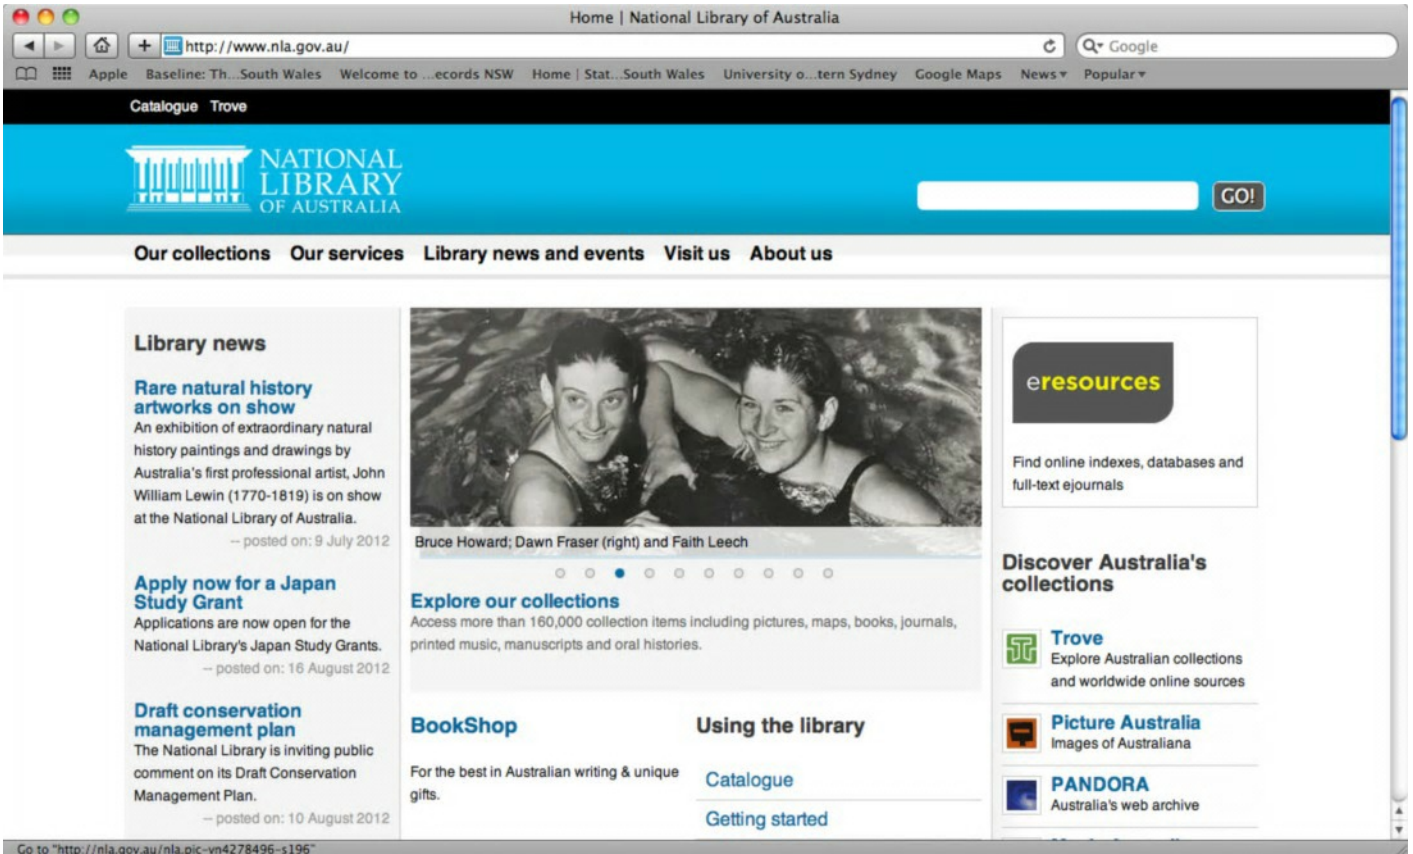 Home | National Library of Australia
http://www.nla.gov.au/
Google
Apple Baseline: Th...South Wales Welcome to ...ecords NSW Home | Stat...South Wales University o...tern Sydney Google Maps News Popular
Catalogue Trove
NATIONAL
LIBRARY
OF AUSTRALIA
GO!
Our collections Our services Library news and events Visit us About us
Library news
Rare natural history
artworks on show
An exhibition of extraordinary natural
history paintings and drawings by
Australia's first professional artist, John
William Lewin (1770-1819) is on show
at the National Library of Australia.
-- posted on: 9 July 2012
Apply now for a Japan
Study Grant
Applications are now open for the
National Library's Japan Study Grants.
-- posted on: 16 August 2012
Draft conservation
management plan
The National Library is inviting public
comment on its Draft Conservation
Management Plan.
-- posted on: 10 August 2012
Bruce Howard; Dawn Fraser (right) and Faith Leech
Explore our collections
Access more than 160,000 collection items including pictures, maps, books, journals,
printed music, manuscripts and oral histories.
BookShop
For the best in Australian writing & unique
gifts.
Using the library
Catalogue
Getting started
eresources
Find online indexes, databases and
full-text ejournals
Discover Australia's
collections
Trove
Explore Australian collections
and worldwide online sources
Picture Australia
Images of Australiana
PANDORA
Australia's web archive
Go to "http://nla.gov.au/nla.pic-vn4278496-s196"